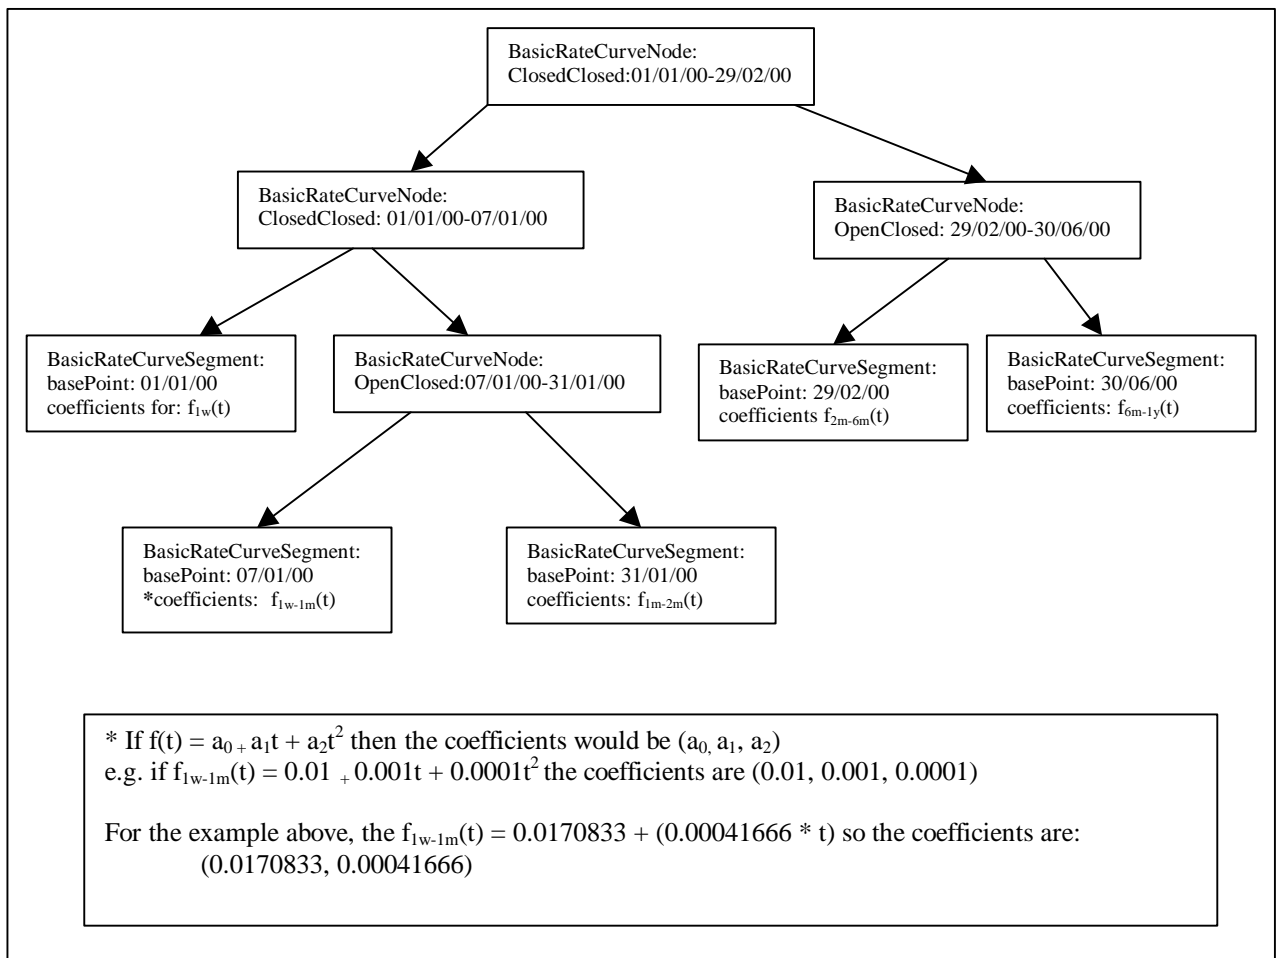 BasicRateCurveNode:
ClosedClosed:01/01/00-29/02/00
BasicRateCurveNode:
ClosedClosed: 01/01/00-07/01/00
BasicRateCurveNode:
OpenClosed: 29/02/00-30/06/00
BasicRateCurveSegment:
basePoint: 01/01/00
coefficients for: f1w(t)
BasicRateCurveNode:
OpenClosed:07/01/00-31/01/00
BasicRateCurveSegment:
basePoint: 29/02/00
coefficients f2m-6m(t)
BasicRateCurveSegment:
basePoint: 30/06/00
coefficients: f6m-1y(t)
BasicRateCurveSegment:
basePoint: 07/01/00
*coefficients: f1w-1m(t)
BasicRateCurveSegment:
basePoint: 31/01/00
coefficients: f1m-2m(t)
* If f(t) = a0 + a1t + a2t² then the coefficients would be (a0, a1, a2)
e.g. if f1w-1m(t) = 0.01 + 0.001t + 0.0001t² the coefficients are (0.01, 0.001, 0.0001)
For the example above, the f1w-1m(t) = 0.0170833 + (0.00041666 * t) so the coefficients are:
(0.0170833, 0.00041666)